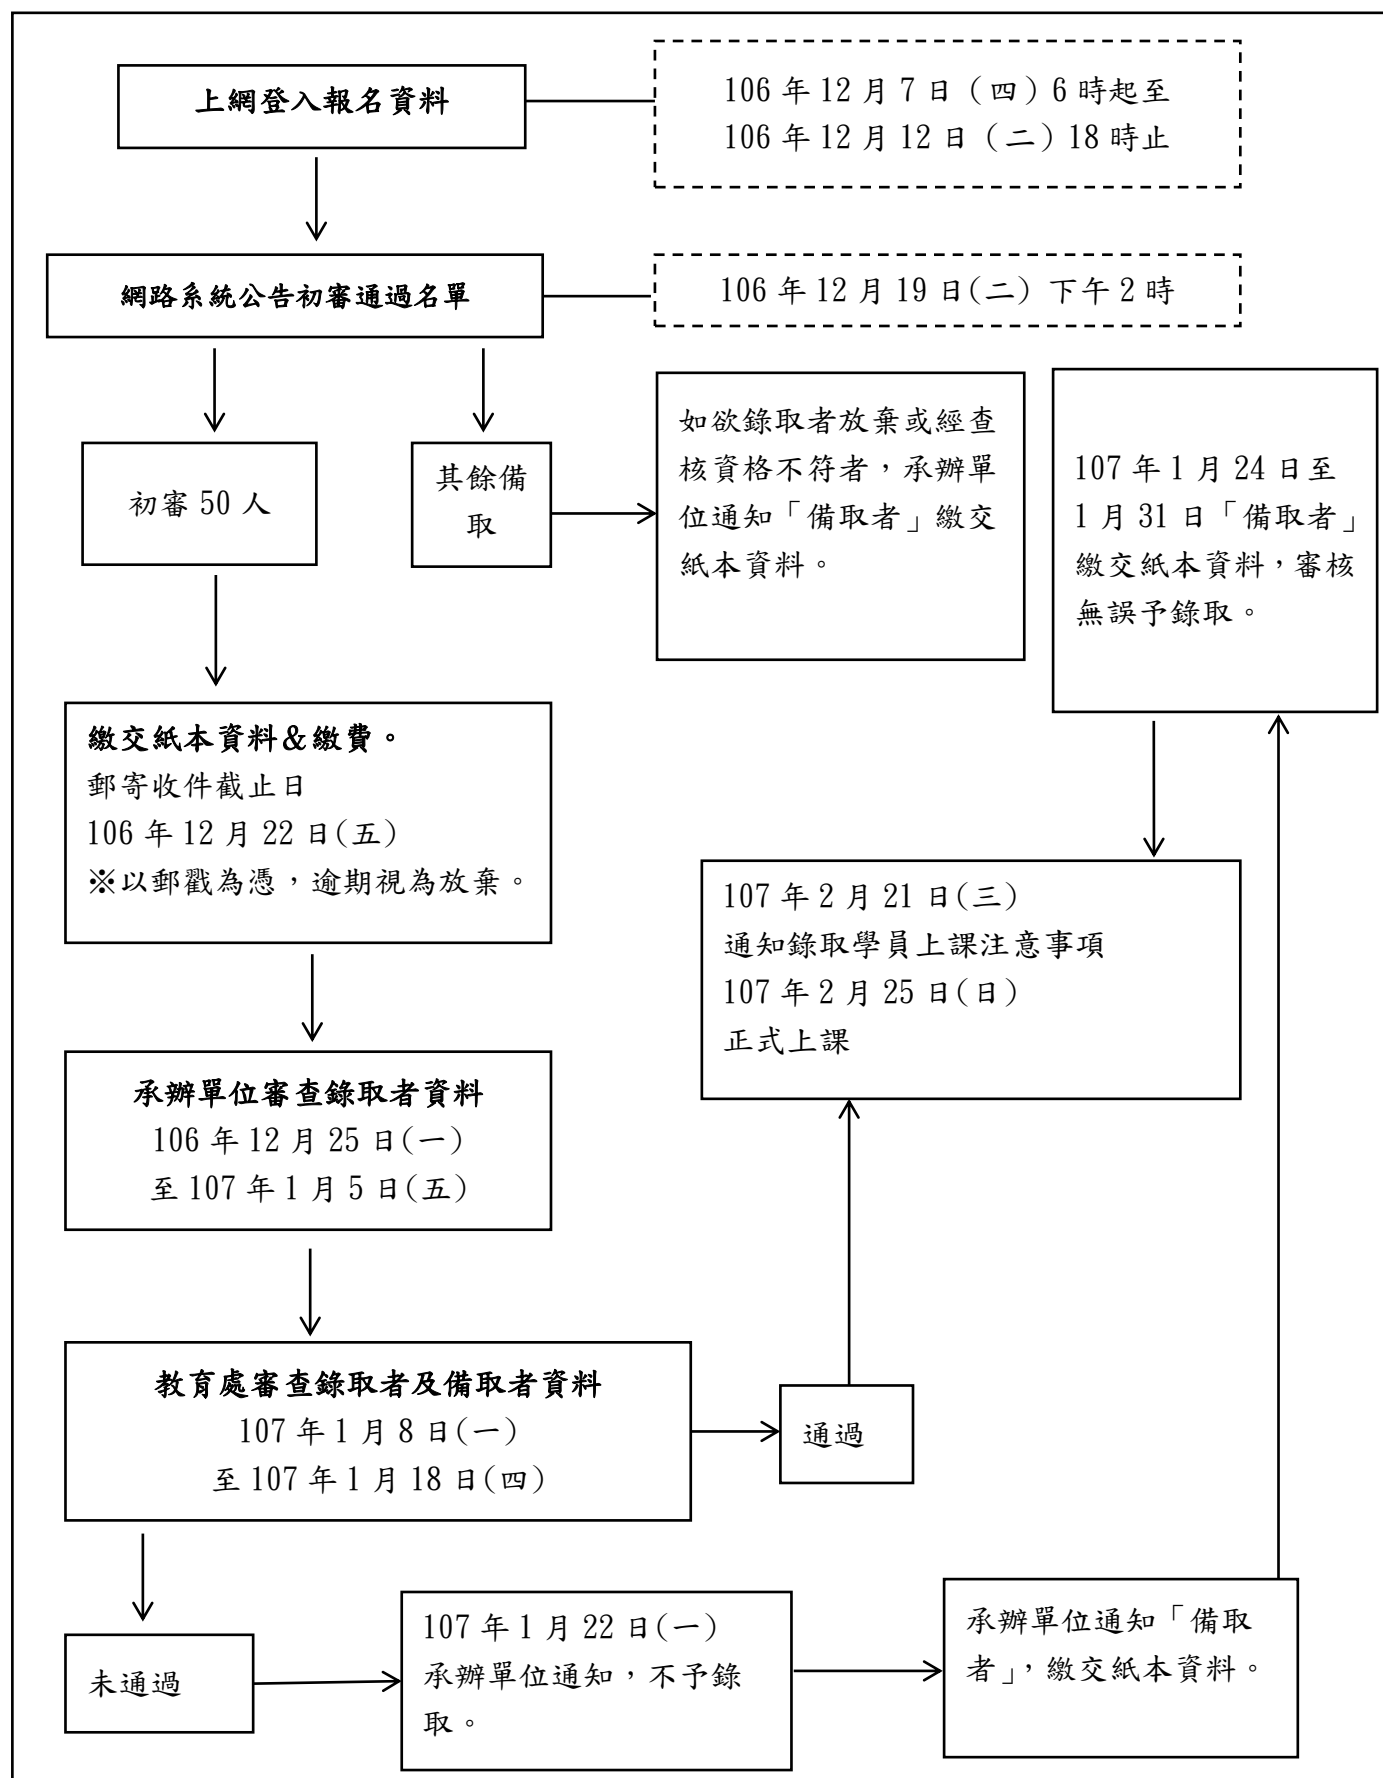 上網登入報名資料
106 年 12 月 7 日（四）6 時起至
106 年 12 月 12 日（二）18 時止
網路系統公告初審通過名單
106 年 12 月 19 日(二) 下午 2 時
初審 50 人
其餘備
取
如欲錄取者放棄或經查
核資格不符者，承辦單
位通知「備取者」繳交
紙本資料。
107 年 1 月 24 日至
1 月 31 日「備取者」
繳交紙本資料，審核
無誤予錄取。
繳交紙本資料＆繳費。
郵寄收件截止日
106 年 12 月 22 日(五)
※以郵戳為憑，逾期視為放棄。
107 年 2 月 21 日(三)
通知錄取學員上課注意事項
107 年 2 月 25 日(日)
正式上課
承辦單位審查錄取者資料
106 年 12 月 25 日(一)
至 107 年 1 月 5 日(五)
教育處審查錄取者及備取者資料
107 年 1 月 8 日(一)
至 107 年 1 月 18 日(四)
通過
未通過
107 年 1 月 22 日(一)
承辦單位通知，不予錄
取。
承辦單位通知「備取
者」，繳交紙本資料。